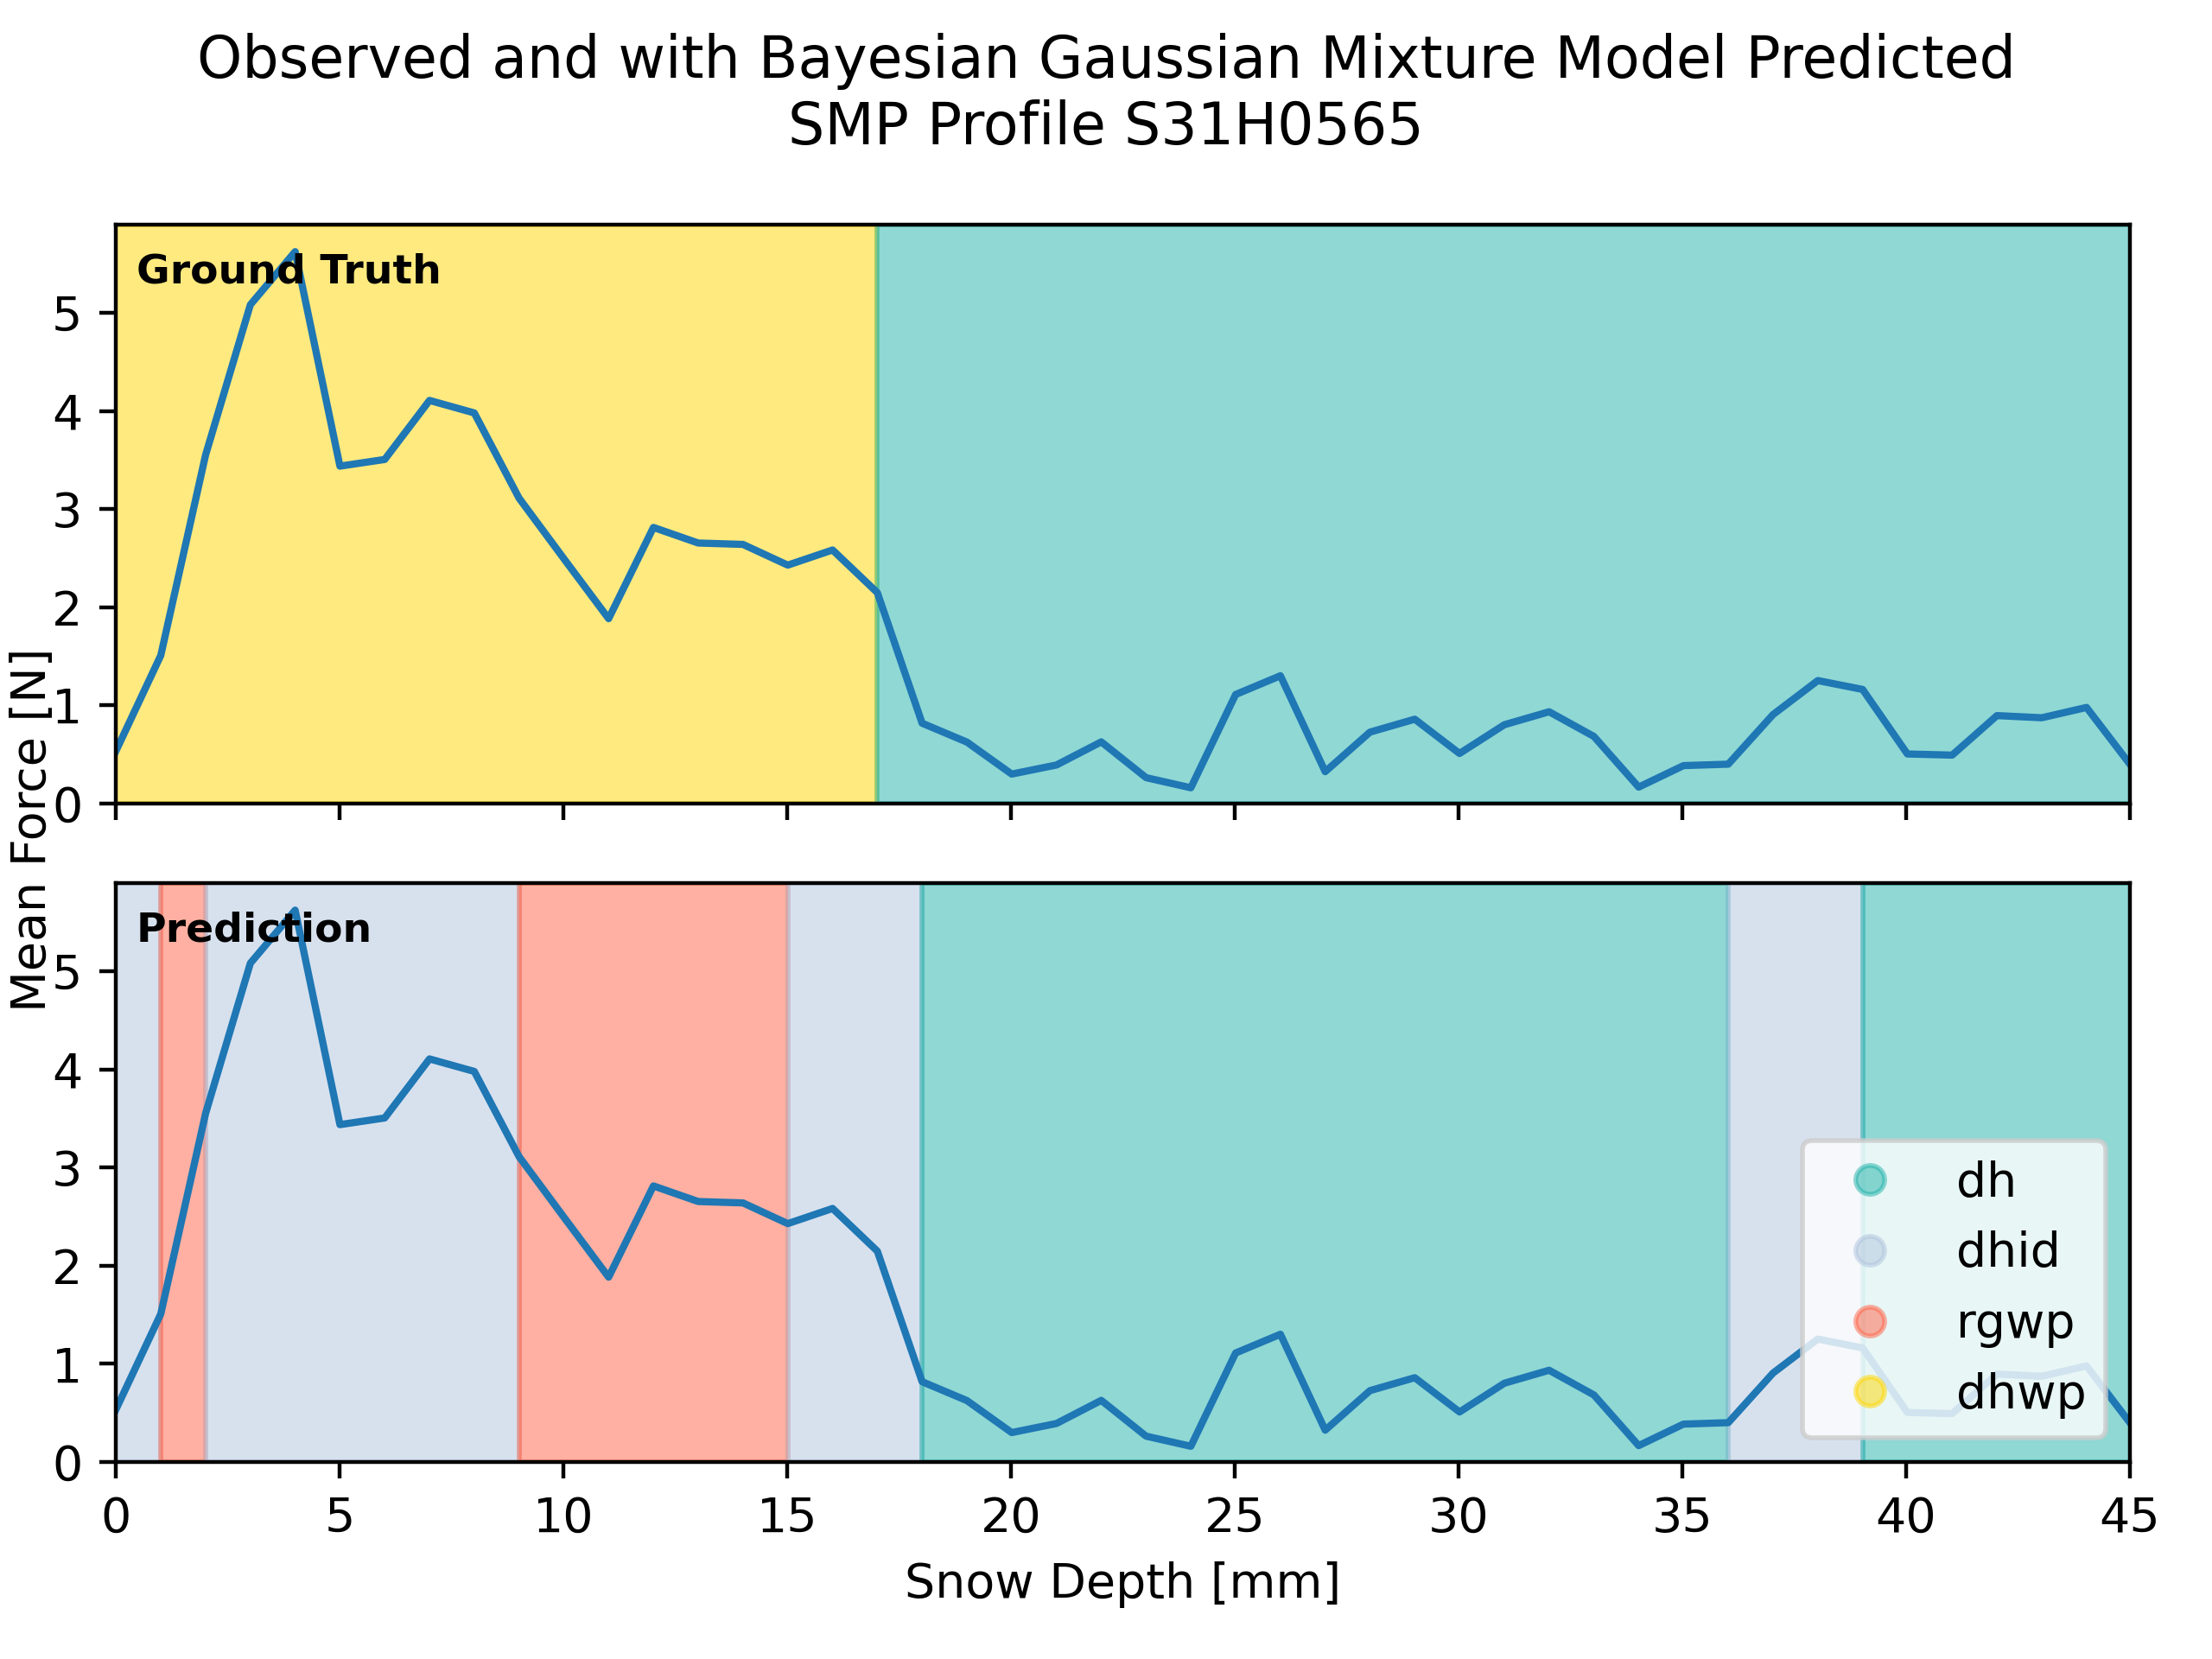 Observed and with Bayesian Gaussian Mixture Model Predicted
SMP Profile S31H0565
Ground Truth
5
4
3
2
1
0
Mean Force [N]
Prediction
5
4
3
2
1
0
dh
dhid
rgwp
dhwp
0 5 10 15 20 25 30 35 40 45
Snow Depth [mm]